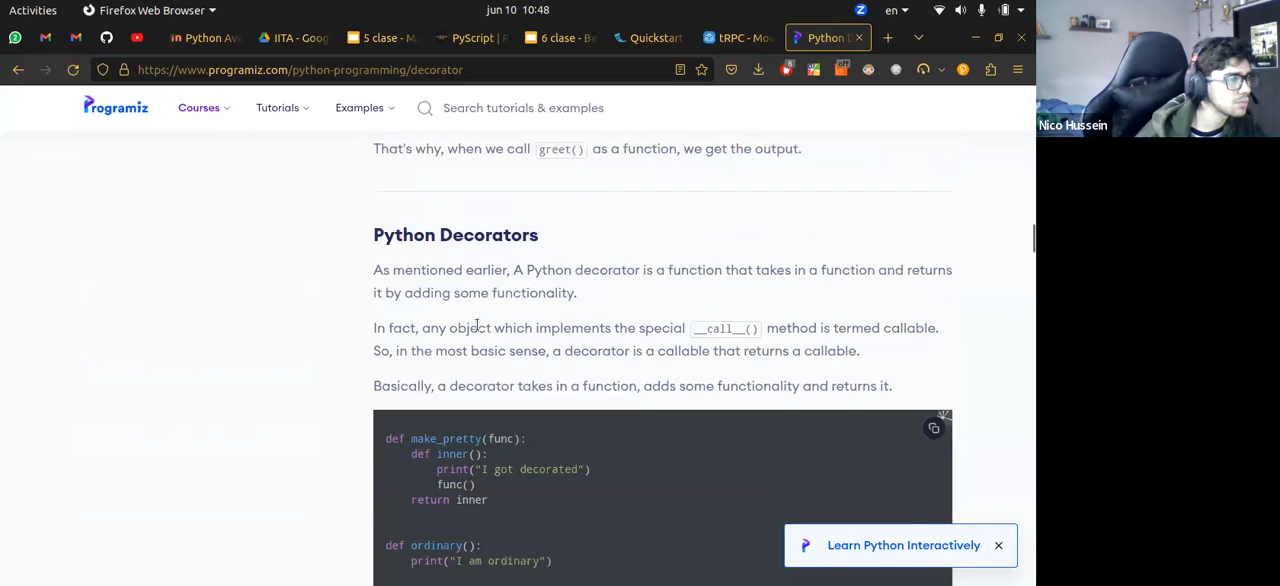 Activities
Firefox Web Browser
jun 10 10:48
en
Python Av
IITA - Goog
5 clase - M
PyScript | R
6 clase - Ba
Quickstart
tRPC - Mov
Python D
https://www.programiz.com/python-programming/decorator
8
off
Nico Hussein
Programiz
Courses
Tutorials
Examples
Search tutorials & examples
That's why, when we call greet() as a function, we get the output.
Python Decorators
As mentioned earlier, A Python decorator is a function that takes in a function and returns
it by adding some functionality.
In fact, any object which implements the special __call__() method is termed callable.
So, in the most basic sense, a decorator is a callable that returns a callable.
Basically, a decorator takes in a function, adds some functionality and returns it.
def make_pretty(func):
def inner():
print("I got decorated")
func()
return inner
def ordinary():
print("I am ordinary")
Learn Python Interactively